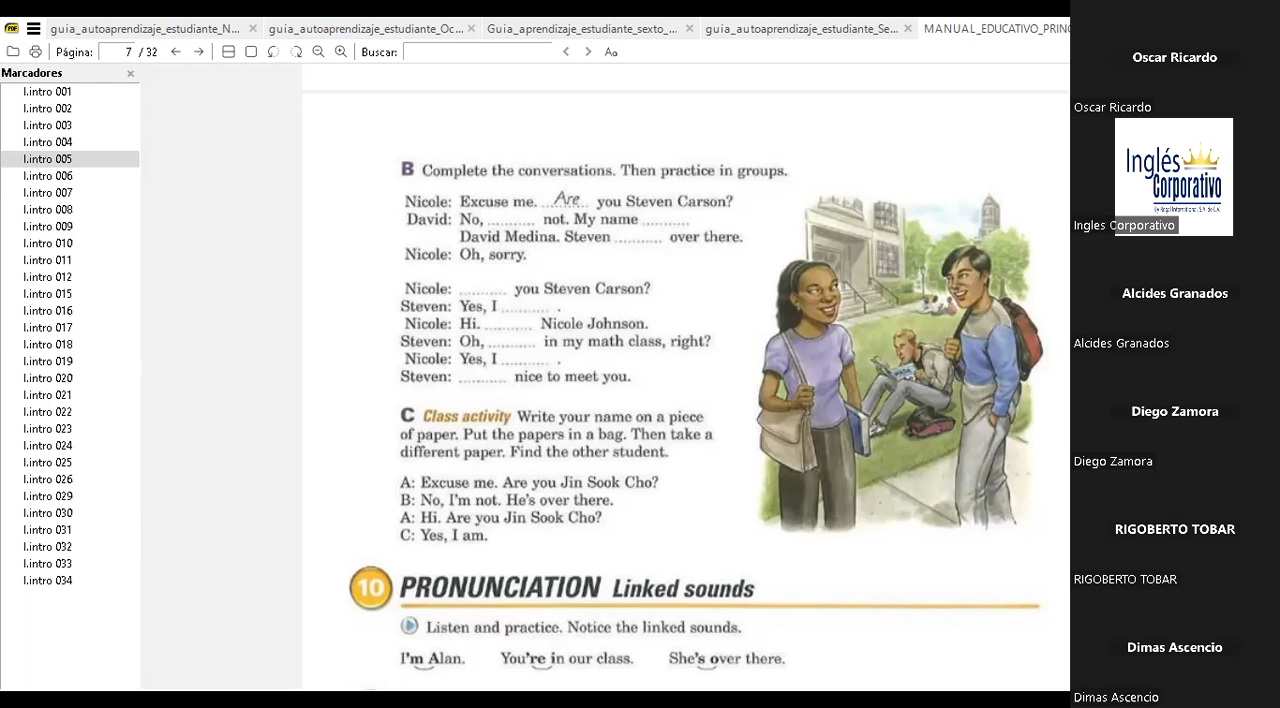 guia_autoaprendizaje_estudiante_N...
guia_autoaprendizaje_estudiante_Oc...
Guia_aprendizaje_estudiante_sexto_...
guia_autoaprendizaje_estudiante_Se...
MANUAL_EDUCATIVO_PRINC
Página: 7 / 32 Buscar: Aa
Marcadores
I.intro 001
I.intro 002
I.intro 003
I.intro 004
I.intro 005
I.intro 006
I.intro 007
I.intro 008
I.intro 009
I.intro 010
I.intro 011
I.intro 012
I.intro 015
I.intro 016
I.intro 017
I.intro 018
I.intro 019
I.intro 020
I.intro 021
I.intro 022
I.intro 023
I.intro 024
I.intro 025
I.intro 026
I.intro 029
I.intro 030
I.intro 031
I.intro 032
I.intro 033
I.intro 034
B Complete the conversations. Then practice in groups.
Nicole: Excuse me. Are you Steven Carson?
David: No, .......... not. My name ..........
David Medina. Steven .......... over there.
Nicole: Oh, sorry.
Nicole: .......... you Steven Carson?
Steven: Yes, I .......... .
Nicole: Hi. .......... Nicole Johnson.
Steven: Oh, .......... in my math class, right?
Nicole: Yes, I .......... .
Steven: .......... nice to meet you.
C Class activity Write your name on a piece
of paper. Put the papers in a bag. Then take a
different paper. Find the other student.
A: Excuse me. Are you Jin Sook Cho?
B: No, I'm not. He's over there.
A: Hi. Are you Jin Sook Cho?
C: Yes, I am.
10 PRONUNCIATION Linked sounds
Listen and practice. Notice the linked sounds.
I'm Alan. You're in our class. She's over there.
Oscar Ricardo
Oscar Ricardo
Inglés
Corporativo
Ingles Corporativo
Alcides Granados
Alcides Granados
Diego Zamora
Diego Zamora
RIGOBERTO TOBAR
RIGOBERTO TOBAR
Dimas Ascencio
Dimas Ascencio